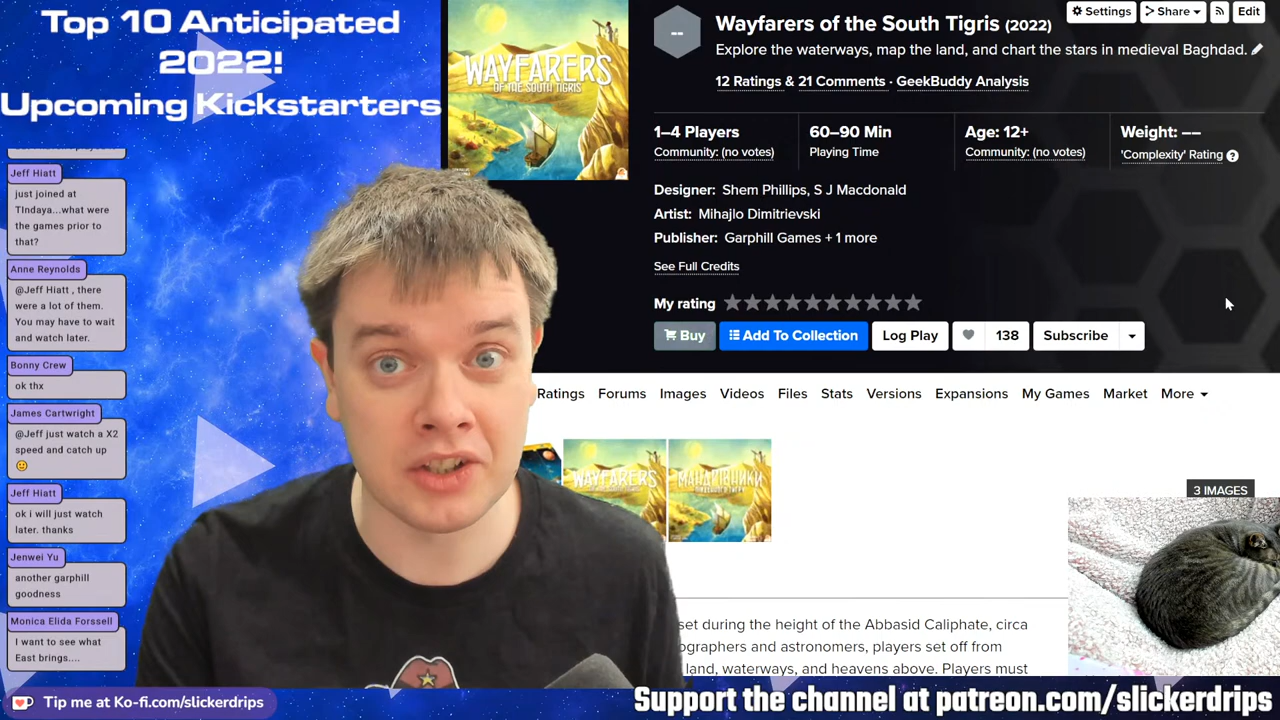 Top 10 Anticipated
2022!
Upcoming Kickstarters
Jeff Hiatt
just joined at
TIndaya...what were
the games prior to
that?
Anne Reynolds
@Jeff Hiatt , there
were a lot of them.
You may have to wait
and watch later.
Bonny Crew
ok thx
James Cartwright
@Jeff just watch a X2
speed and catch up
Jeff Hiatt
ok i will just watch
later. thanks
Jenwei Yu
another garphill
goodness
Monica Elida Forssell
I want to see what
East brings....
Tip me at Ko-fi.com/slickerdrips
WAYFARERS
OF THE SOUTH TIGRIS
--
Wayfarers of the South Tigris (2022)
Settings
Share
Edit
Explore the waterways, map the land, and chart the stars in medieval Baghdad.
12 Ratings & 21 Comments · GeekBuddy Analysis
1–4 Players
Community: (no votes)
60–90 Min
Playing Time
Age: 12+
Community: (no votes)
Weight: --
'Complexity' Rating ?
Designer: Shem Phillips, S J Macdonald
Artist: Mihajlo Dimitrievski
Publisher: Garphill Games + 1 more
See Full Credits
My rating
Buy
Add To Collection
Log Play
138
Subscribe
Ratings Forums Images Videos Files Stats Versions Expansions My Games Market More
WAYFARERS
МАНДРІВНИКИ
3 IMAGES
set during the height of the Abbasid Caliphate, circa
ographers and astronomers, players set off from
land, waterways, and heavens above. Players must
Support the channel at patreon.com/slickerdrips